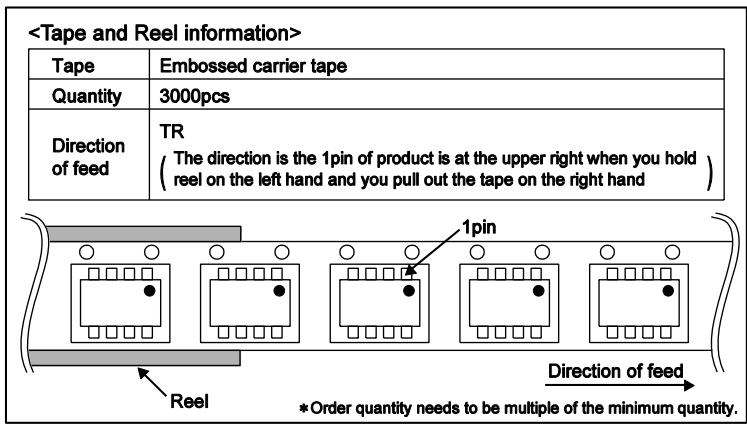 <Tape and Reel information>
Tape Embossed carrier tape
Quantity 3000pcs
Direction of feed TR
( The direction is the 1pin of product is at the upper right when you hold
reel on the left hand and you pull out the tape on the right hand )
1pin
Direction of feed
Reel
*Order quantity needs to be multiple of the minimum quantity.